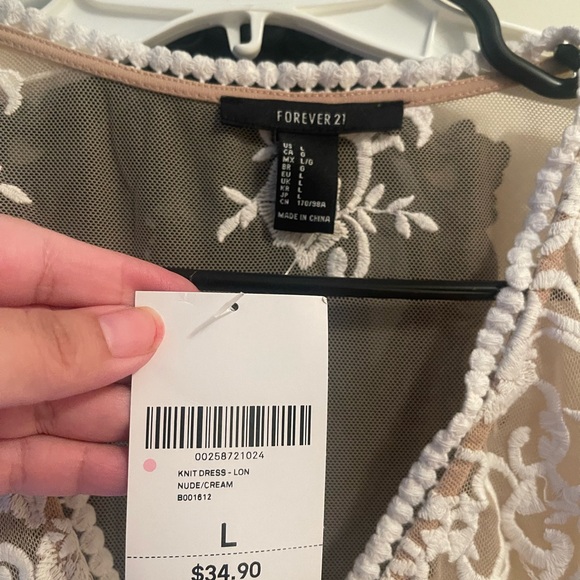 FOREVER 21
US L
CA G
MX L/G
BR G
EU L
UK L
KR L
JP L
CN 170/98A
MADE IN CHINA
00258721024
KNIT DRESS - LON
NUDE/CREAM
B001612
L
$34.90